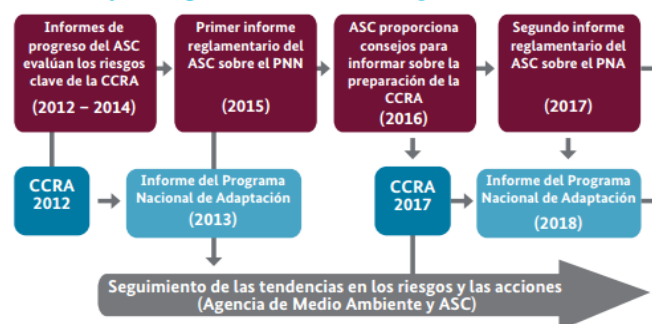 Informes de
progreso del ASC
evalúan los riesgos
clave de la CCRA
(2012 – 2014)
Primer informe
reglamentario del
ASC sobre el PNN
(2015)
ASC proporciona
consejos para
informar sobre la
preparación de la
CCRA
(2016)
Segundo informe
reglamentario del
ASC sobre el PNA
(2017)
CCRA
2012
Informe del Programa
Nacional de Adaptación
(2013)
CCRA
2017
Informe del Programa
Nacional de Adaptación
(2018)
Seguimiento de las tendencias en los riesgos y las acciones
(Agencia de Medio Ambiente y ASC)